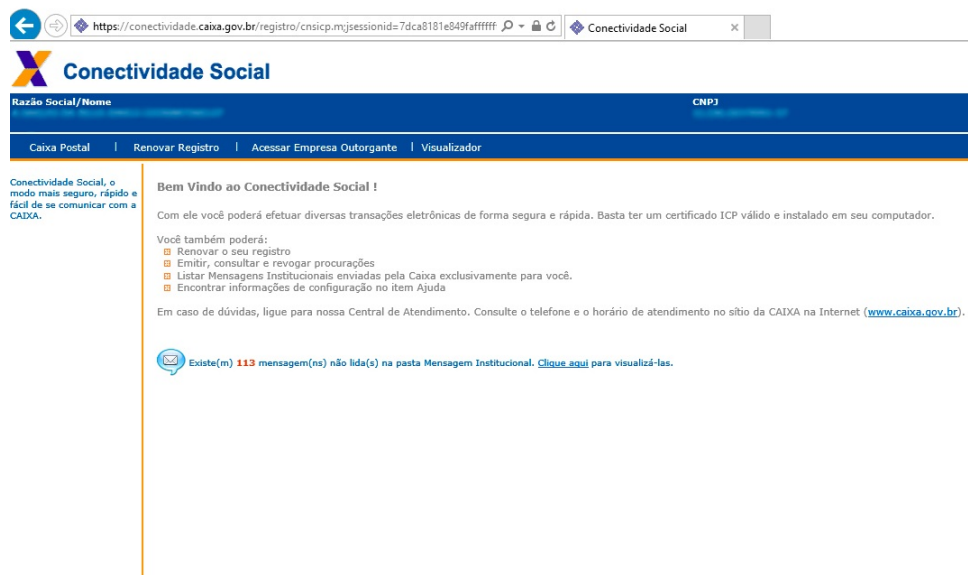 https://conectividade.caixa.gov.br/registro/cnsicp.m;jsessionid=7dca8181e849faffffff
Conectividade Social
Conectividade Social
Razão Social/Nome
CNPJ
Caixa Postal | Renovar Registro | Acessar Empresa Outorgante | Visualizador
Conectividade Social, o
modo mais seguro, rápido e
fácil de se comunicar com a
CAIXA.
Bem Vindo ao Conectividade Social !
Com ele você poderá efetuar diversas transações eletrônicas de forma segura e rápida. Basta ter um certificado ICP válido e instalado em seu computador.
Você também poderá:
Renovar o seu registro
Emitir, consultar e revogar procurações
Listar Mensagens Institucionais enviadas pela Caixa exclusivamente para você.
Encontrar informações de configuração no item Ajuda
Em caso de dúvidas, ligue para nossa Central de Atendimento. Consulte o telefone e o horário de atendimento no sítio da CAIXA na Internet (www.caixa.gov.br).
Existe(m) 113 mensagem(ns) não lida(s) na pasta Mensagem Institucional. Clique aqui para visualizá-las.